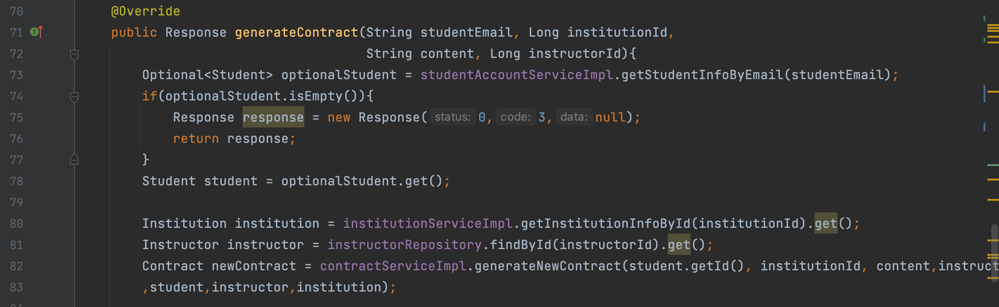 70 @Override
71 public Response generateContract(String studentEmail, Long institutionId,
72 String content, Long instructorId){
73 Optional<Student> optionalStudent = studentAccountServiceImpl.getStudentInfoByEmail(studentEmail);
74 if(optionalStudent.isEmpty()){
75 Response response = new Response( status: 0, code: 3, data: null);
76 return response;
77 }
78 Student student = optionalStudent.get();
79
80 Institution institution = institutionServiceImpl.getInstitutionInfoById(institutionId).get();
81 Instructor instructor = instructorRepository.findById(instructorId).get();
82 Contract newContract = contractServiceImpl.generateNewContract(student.getId(), institutionId, content,instruct
83 ,student,instructor,institution);